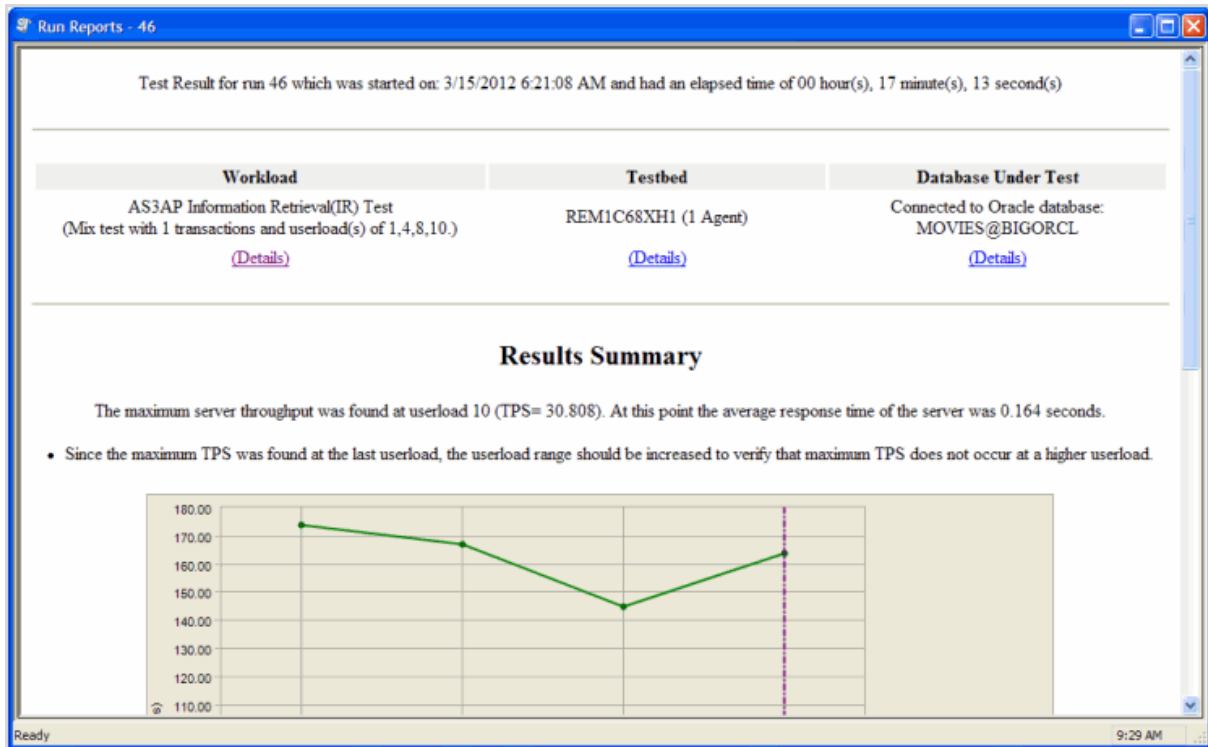 Run Reports - 46
Test Result for run 46 which was started on: 3/15/2012 6:21:08 AM and had an elapsed time of 00 hour(s), 17 minute(s), 13 second(s)
Workload
Testbed
Database Under Test
AS3AP Information Retrieval(IR) Test
(Mix test with 1 transactions and userload(s) of 1,4,8,10.)
(Details)
REM1C68XH1 (1 Agent)
(Details)
Connected to Oracle database:
MOVIES@BIGORCL
(Details)
Results Summary
The maximum server throughput was found at userload 10 (TPS= 30.808). At this point the average response time of the server was 0.164 seconds.
• Since the maximum TPS was found at the last userload, the userload range should be increased to verify that maximum TPS does not occur at a higher userload.
180.00
170.00
160.00
150.00
140.00
130.00
120.00
110.00
Ready
9:29 AM